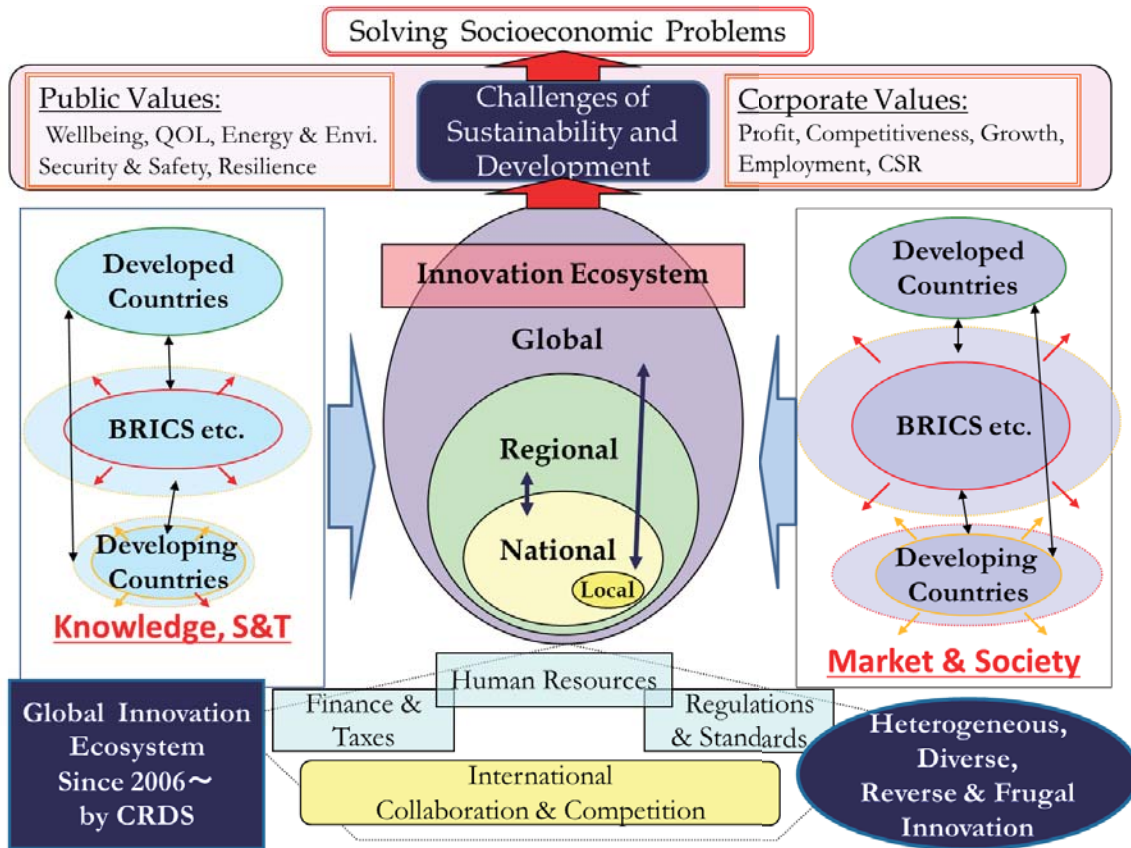 Solving Socioeconomic Problems
Public Values:
Wellbeing, QOL, Energy & Envi.
Security & Safety, Resilience
Challenges of
Sustainability and
Development
Corporate Values:
Profit, Competitiveness, Growth,
Employment, CSR
Developed
Countries
BRICS etc.
Developing
Countries
Knowledge, S&T
Innovation Ecosystem
Global
Regional
National
Local
Developed
Countries
BRICS etc.
Developing
Countries
Market & Society
Human Resources
Finance &
Taxes
Regulations
& Standards
International
Collaboration & Competition
Global Innovation
Ecosystem
Since 2006～
by CRDS
Heterogeneous,
Diverse,
Reverse & Frugal
Innovation